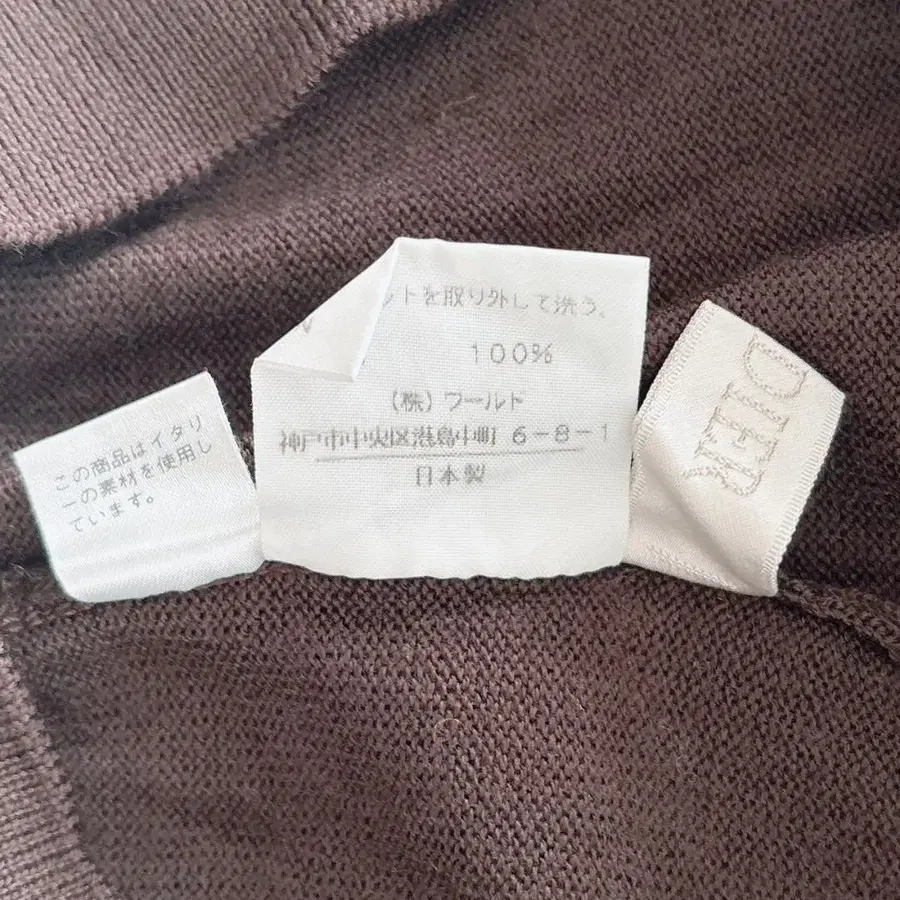 この商品はイタリ
ーの素材を使用し
ています。
ットを取り外して洗う。
100%
(株) ワールド
神戸市中央区港島中町 6-8-1
日本製